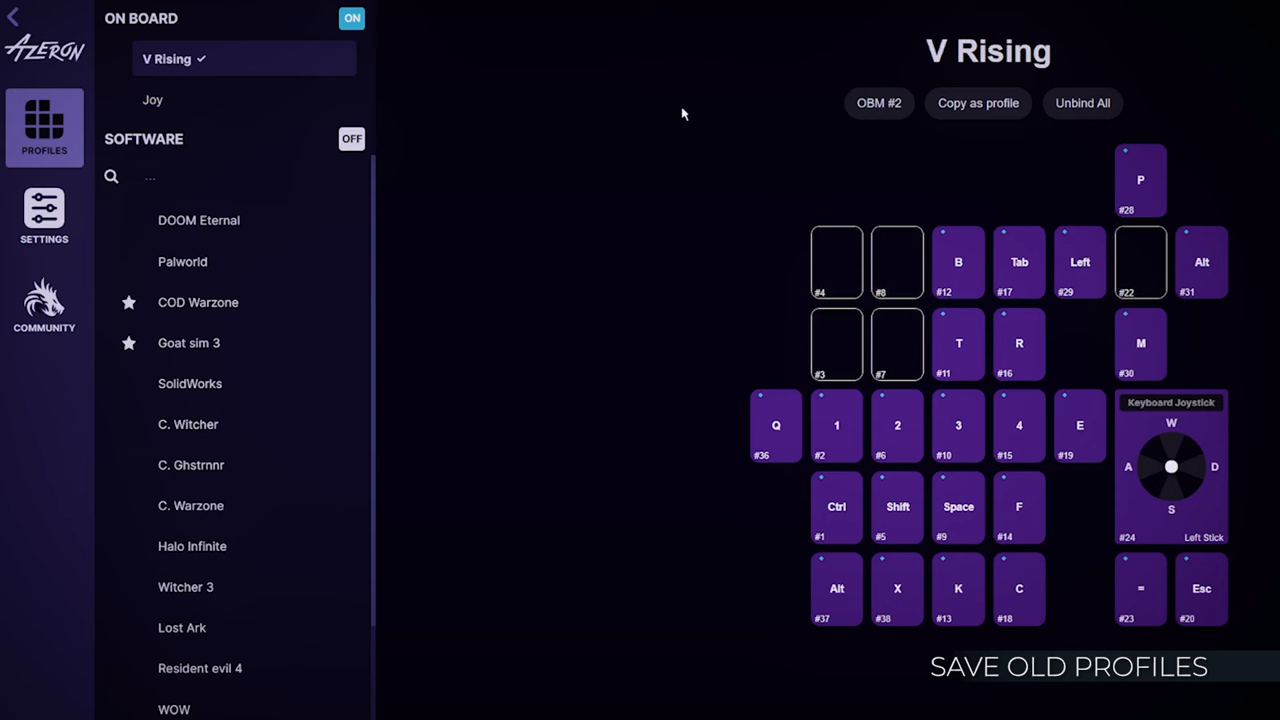 AZERON
PROFILES
SETTINGS
COMMUNITY
ON BOARD
ON
V Rising ✓
Joy
SOFTWARE
OFF
...
DOOM Eternal
Palworld
COD Warzone
Goat sim 3
SolidWorks
C. Witcher
C. Ghstrnnr
C. Warzone
Halo Infinite
Witcher 3
Lost Ark
Resident evil 4
WOW
V Rising
OBM #2
Copy as profile
Unbind All
P
#28
B
Tab
Left
Alt
#4
#8
#12
#17
#29
#22
#31
T
R
M
#3
#7
#11
#16
#30
Q
1
2
3
4
E
#36
#2
#6
#10
#15
#19
Keyboard Joystick
W
A
D
S
#24
Left Stick
Ctrl
Shift
Space
F
#1
#5
#9
#14
Alt
X
K
C
=
Esc
#37
#38
#13
#18
#23
#20
SAVE OLD PROFILES